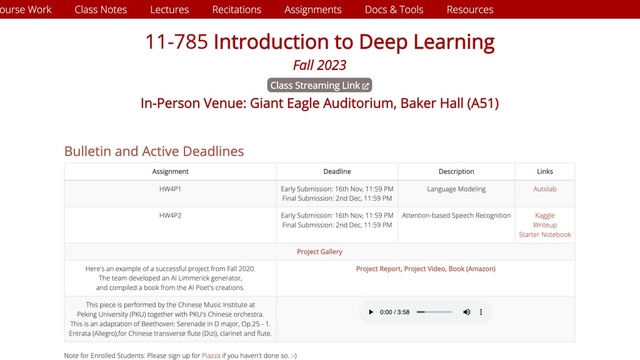 ourse Work Class Notes Lectures Recitations Assignments Docs & Tools Resources
11-785 Introduction to Deep Learning
Fall 2023
Class Streaming Link
In-Person Venue: Giant Eagle Auditorium, Baker Hall (A51)
Bulletin and Active Deadlines
Assignment Deadline Description Links
HW4P1 Early Submission: 16th Nov, 11:59 PM Language Modeling Autolab
Final Submission: 2nd Dec, 11:59 PM
HW4P2 Early Submission: 16th Nov, 11:59 PM Attention-based Speech Recognition Kaggle
Final Submission: 2nd Dec, 11:59 PM Writeup
Starter Notebook
Project Gallery
Here's an example of a successful project from Fall 2020. Project Report, Project Video, Book (Amazon)
The team developed an AI Limmerick generator,
and compiled a book the AI Poet's creations.
This piece is performed by the Chinese Music Institute at
Peking University (PKU) together with PKU's Chinese orchestra.
This is an adaptation of Beethoven: Serenade in D major, Op.25 - 1. 0:00 / 3:58
Entrata (Allegro),for Chinese transverse flute (Dizi), clarinet and flute.
Note for Enrolled Students: Please sign up for Piazza if you haven't done so. :-)